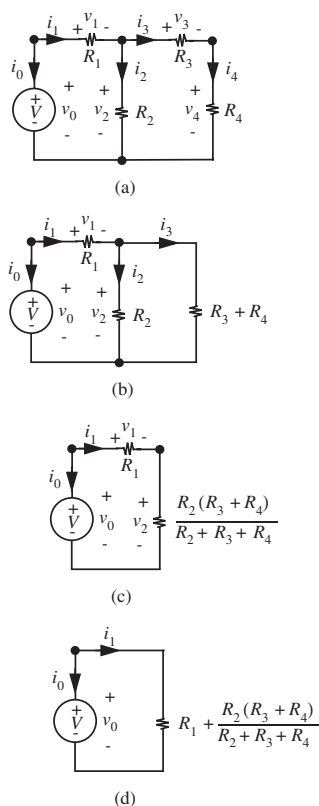 i1 + v1 - i3 + v3 -
R1 R3
i0 i2 i4
+ + + +
V v0 v2 R2 v4 R4
- - - -
(a)
i1 + v1 - i3
R1
i0 i2
+ + +
V v0 v2 R2 R3 + R4
- - -
(b)
i1 + v1 -
R1
i0
+ + + R2 (R3 + R4)
V v0 v2
- - - R2 + R3 + R4
(c)
i1
i0
+ + R2 (R3 + R4)
V v0 R1 +
- - R2 + R3 + R4
(d)